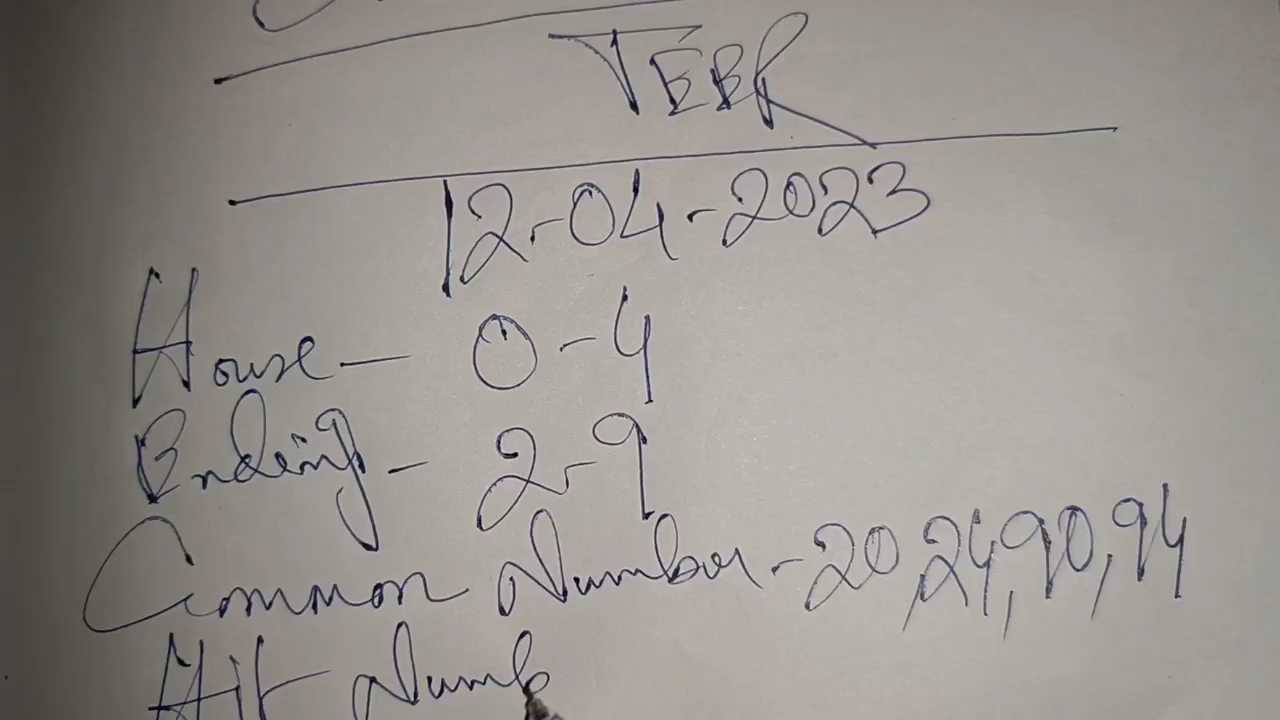 TEER
12-04-2023
House - 0-4
Ending - 2-9
Common Number - 20,24,90,94
Hit Numb